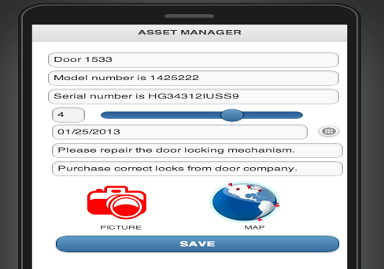 ASSET MANAGER
Door 1533
Model number is 1425222
Serial number is HG34312IUSS9
4
01/25/2013
Please repair the door locking mechanism.
Purchase correct locks from door company.
PICTURE
MAP
SAVE